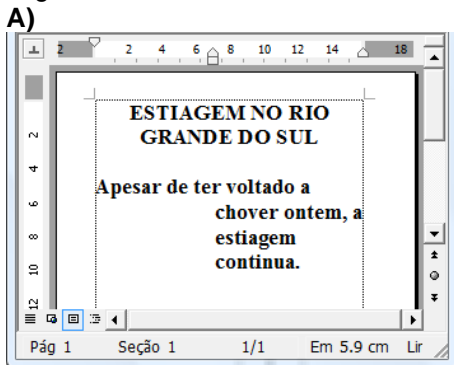 A)
2 2 4 6 8 10 12 14 18
ESTIAGEM NO RIO
GRANDE DO SUL
Apesar de ter voltado a
chover ontem, a
estiagem
continua.
2
4
6
8
10
12
Pág 1 Seção 1 1/1 Em 5.9 cm Lir